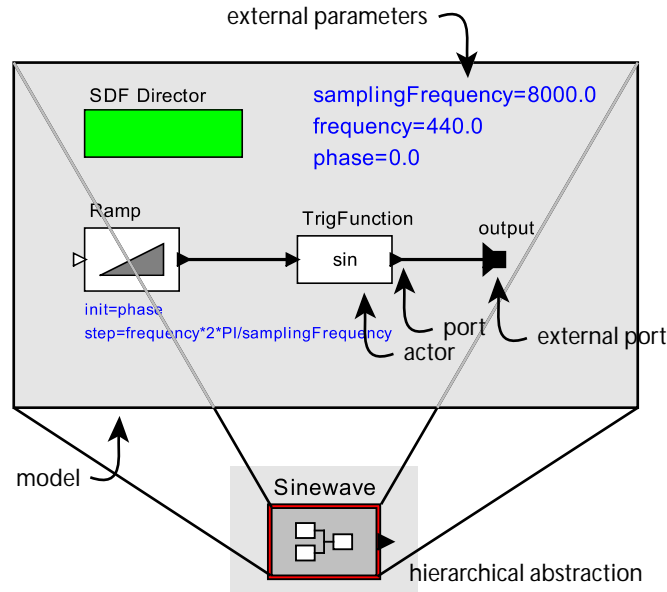 external parameters
SDF Director
samplingFrequency=8000.0
frequency=440.0
phase=0.0
Ramp
TrigFunction
output
sin
init=phase
step=frequency*2*PI/samplingFrequency
port
external port
actor
model
Sinewave
hierarchical abstraction